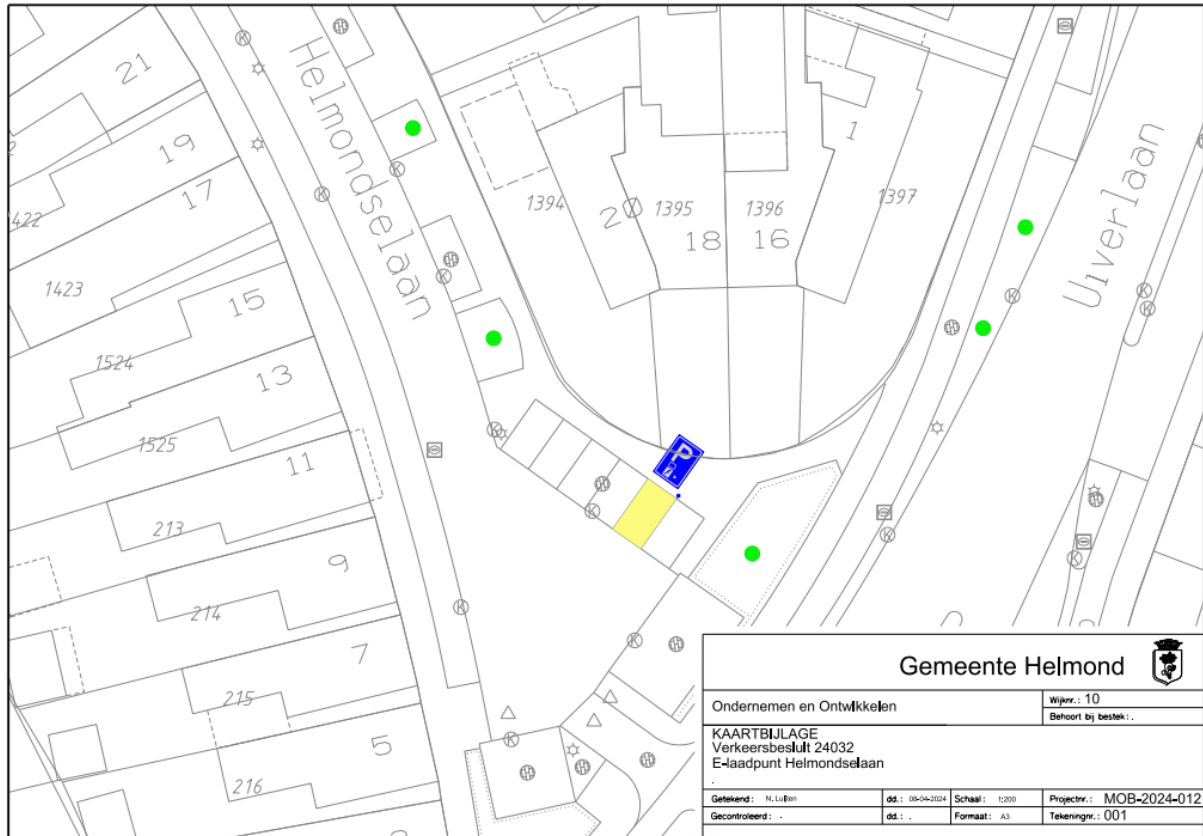 21
19
17
1422
1423
15
1524
13
1525
11
213
9
214
7
215
5
216
Helmondselaan
1394
20
1395
18
1396
16
1
1397
Uiverlaan
P
Gemeente Helmond
Ondernemen en Ontwikkelen
Wijknr.: 10
Behoort bij bestek: .
KAARTBIJLAGE
Verkeersbesluit 24032
E-laadpunt Helmondselaan
.
Getekend: N. Luijten dd.: 08-04-2024 Schaal: 1:200 Projectnr.: MOB-2024-012
Gecontroleerd: . dd.: . Formaat: A3 Tekeningnr.: 001